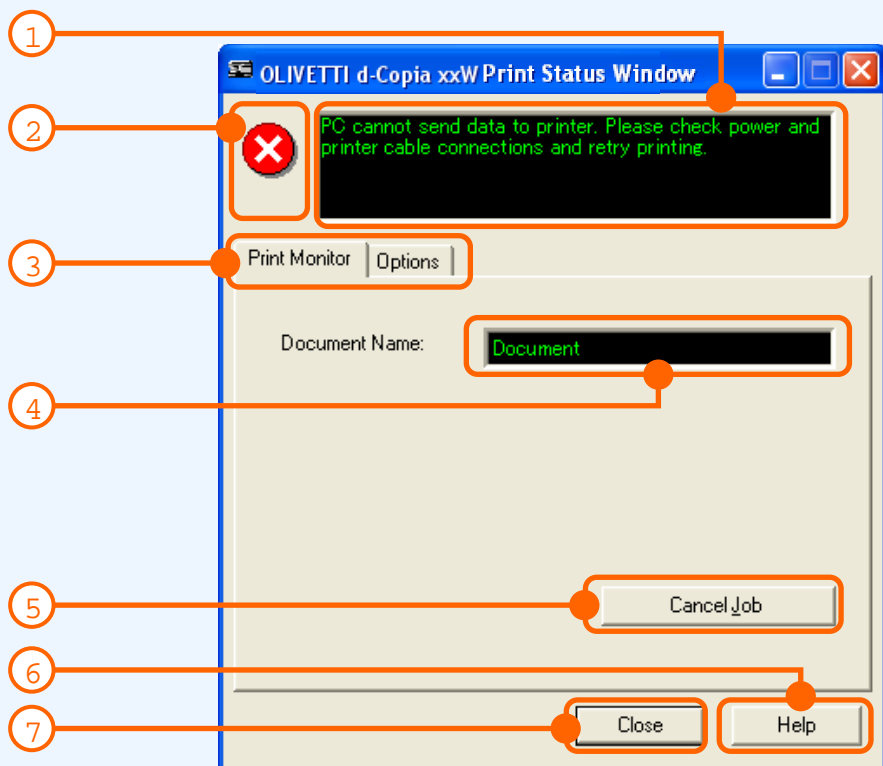 1
OLIVETTI d-Copia xxW Print Status Window
2
PC cannot send data to printer. Please check power and
printer cable connections and retry printing.
3
Print Monitor
Options
Document Name:
Document
4
5
Cancel Job
6
7
Close
Help